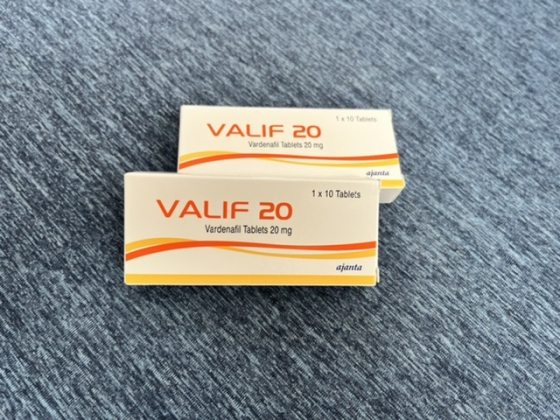 VALIF 20
1 x 10 Tablets
Vardenafil Tablets 20 mg
ajanta
VALIF 20
1 x 10 Tablets
Vardenafil Tablets 20 mg
ajanta